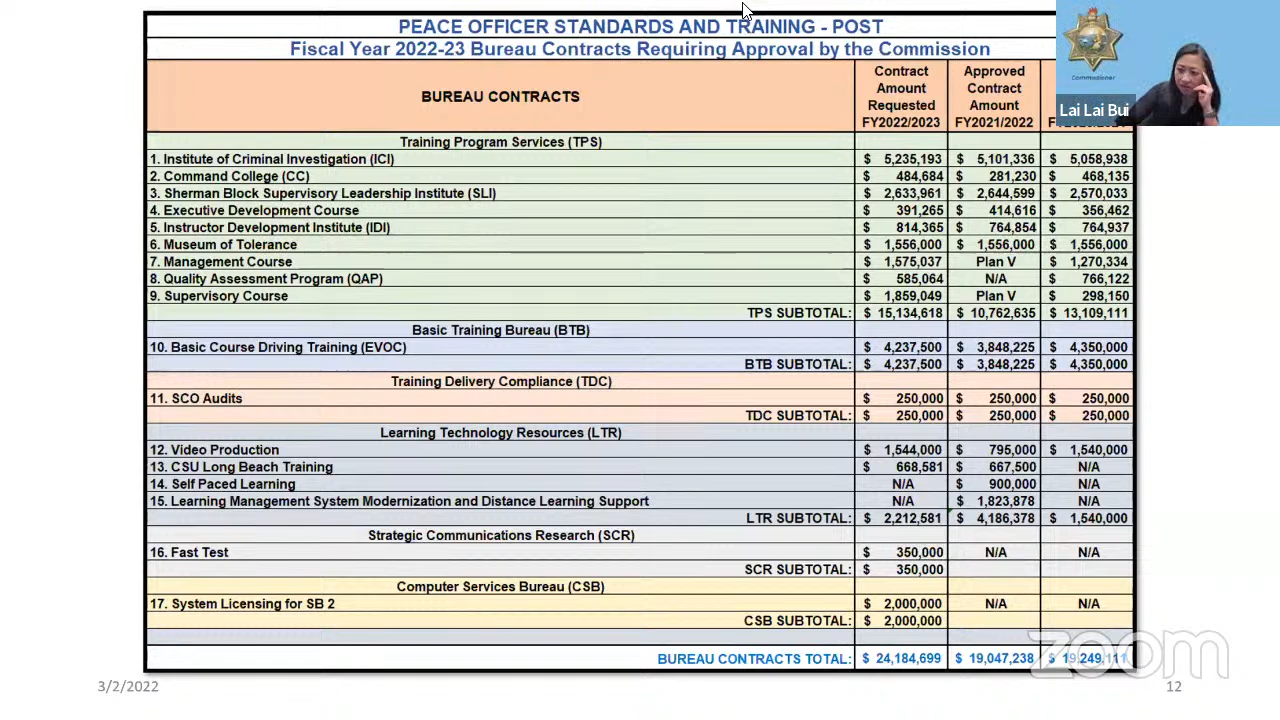 PEACE OFFICER STANDARDS AND TRAINING - POST
Fiscal Year 2022-23 Bureau Contracts Requiring Approval by the Commission
BUREAU CONTRACTS
Contract Amount Requested FY2022/2023
Approved Contract Amount FY2021/2022
Commissioner
Lai Lai Bui
Training Program Services (TPS)
1. Institute of Criminal Investigation (ICI) $ 5,235,193 $ 5,101,336 $ 5,058,938
2. Command College (CC) $ 484,684 $ 281,230 $ 468,135
3. Sherman Block Supervisory Leadership Institute (SLI) $ 2,633,961 $ 2,644,599 $ 2,570,033
4. Executive Development Course $ 391,265 $ 414,616 $ 356,462
5. Instructor Development Institute (IDI) $ 814,365 $ 764,854 $ 764,937
6. Museum of Tolerance $ 1,556,000 $ 1,556,000 $ 1,556,000
7. Management Course $ 1,575,037 Plan V $ 1,270,334
8. Quality Assessment Program (QAP) $ 585,064 N/A $ 766,122
9. Supervisory Course $ 1,859,049 Plan V $ 298,150
TPS SUBTOTAL: $ 15,134,618 $ 10,762,635 $ 13,109,111
Basic Training Bureau (BTB)
10. Basic Course Driving Training (EVOC) $ 4,237,500 $ 3,848,225 $ 4,350,000
BTB SUBTOTAL: $ 4,237,500 $ 3,848,225 $ 4,350,000
Training Delivery Compliance (TDC)
11. SCO Audits $ 250,000 $ 250,000 $ 250,000
TDC SUBTOTAL: $ 250,000 $ 250,000 $ 250,000
Learning Technology Resources (LTR)
12. Video Production $ 1,544,000 $ 795,000 $ 1,540,000
13. CSU Long Beach Training $ 668,581 $ 667,500 N/A
14. Self Paced Learning N/A $ 900,000 N/A
15. Learning Management System Modernization and Distance Learning Support N/A $ 1,823,878 N/A
LTR SUBTOTAL: $ 2,212,581 $ 4,186,378 $ 1,540,000
Strategic Communications Research (SCR)
16. Fast Test $ 350,000 N/A N/A
SCR SUBTOTAL: $ 350,000
Computer Services Bureau (CSB)
17. System Licensing for SB 2 $ 2,000,000 N/A N/A
CSB SUBTOTAL: $ 2,000,000
BUREAU CONTRACTS TOTAL: $ 24,184,699 $ 19,047,238 $ 19,249,111
zoom
3/2/2022
12